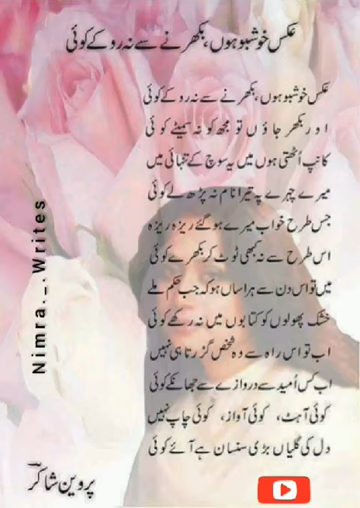 عکس خوشبو ہوں، بکھرنے سے نہ روکے کوئی
عکس خوشبو ہوں، بکھرنے سے نہ روکے کوئی
اور بکھر جاؤں تو مجھ کو نہ سمیٹے کوئی
کانپ اُٹھتی ہوں میں یہ سوچ کے تنہائی میں
میرے چہرے پہ تیرا نام نہ پڑھ لے کوئی
جس طرح خواب میرے ہو گئے ریزہ ریزہ
اس طرح سے نہ کبھی ٹوٹ کر بکھرے کوئی
میں تو اس دن سے ہراساں ہوں کہ جب حکم ملے
خشک پھولوں کو کتابوں میں نہ رکھے کوئی
اب تو اس راہ سے وہ شخص گزرتا ہی نہیں
اب کس اُمید سے دروازے سے جھانکے کوئی
کوئی آہٹ، کوئی آواز، کوئی چاپ نہیں
دل کی گلیاں بڑی سنسان ہے آئے کوئی
پروین شاکر
Nimra._.Writes